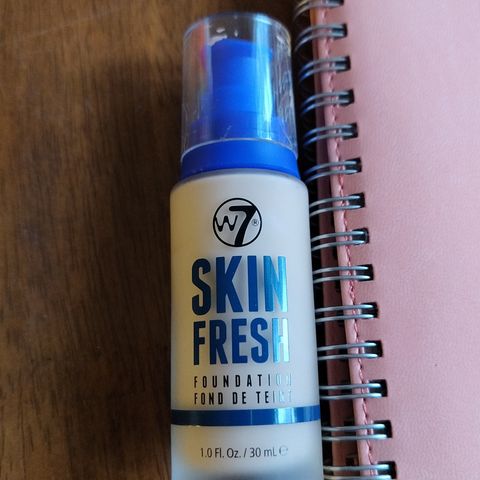 W7®
SKIN
FRESH
FOUNDATION
FOND DE TEINT
1.0 Fl. Oz. / 30 mL ℮